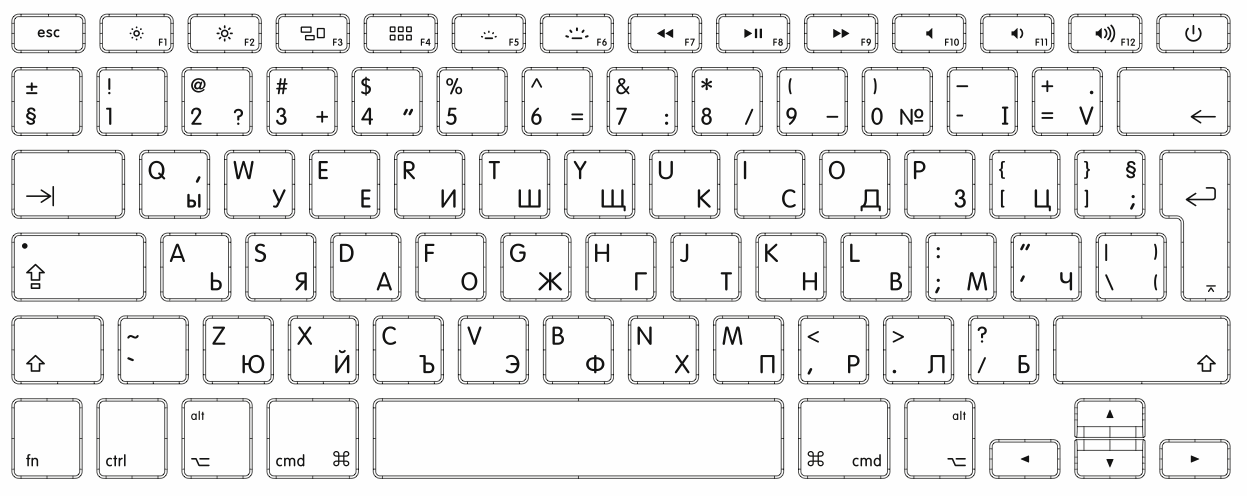 esc F1 F2 F3 F4 F5 F6 F7 F8 F9 F10 F11 F12
± ! @ # $ % ^ & * ( ) – + .
§ 1 2 ? 3 + 4 ” 5 6 = 7 : 8 / 9 – 0 № - I = V ←
Q , W E R T Y U I O P { } §
→| ы У Е И Ш Щ К С Д З [ Ц ] ;
• A S D F G H J K L : ” | )
Ь Я А О Ж Г Т Н В ; М ’ Ч \ (
~ Z X C V B N M < > ?
` Ю Й Ъ Э Ф Х П , Р . Л / Б
alt alt
fn ctrl ⌥ cmd ⌘ ⌘ cmd ⌥ ◄ ▲ ▼ ►